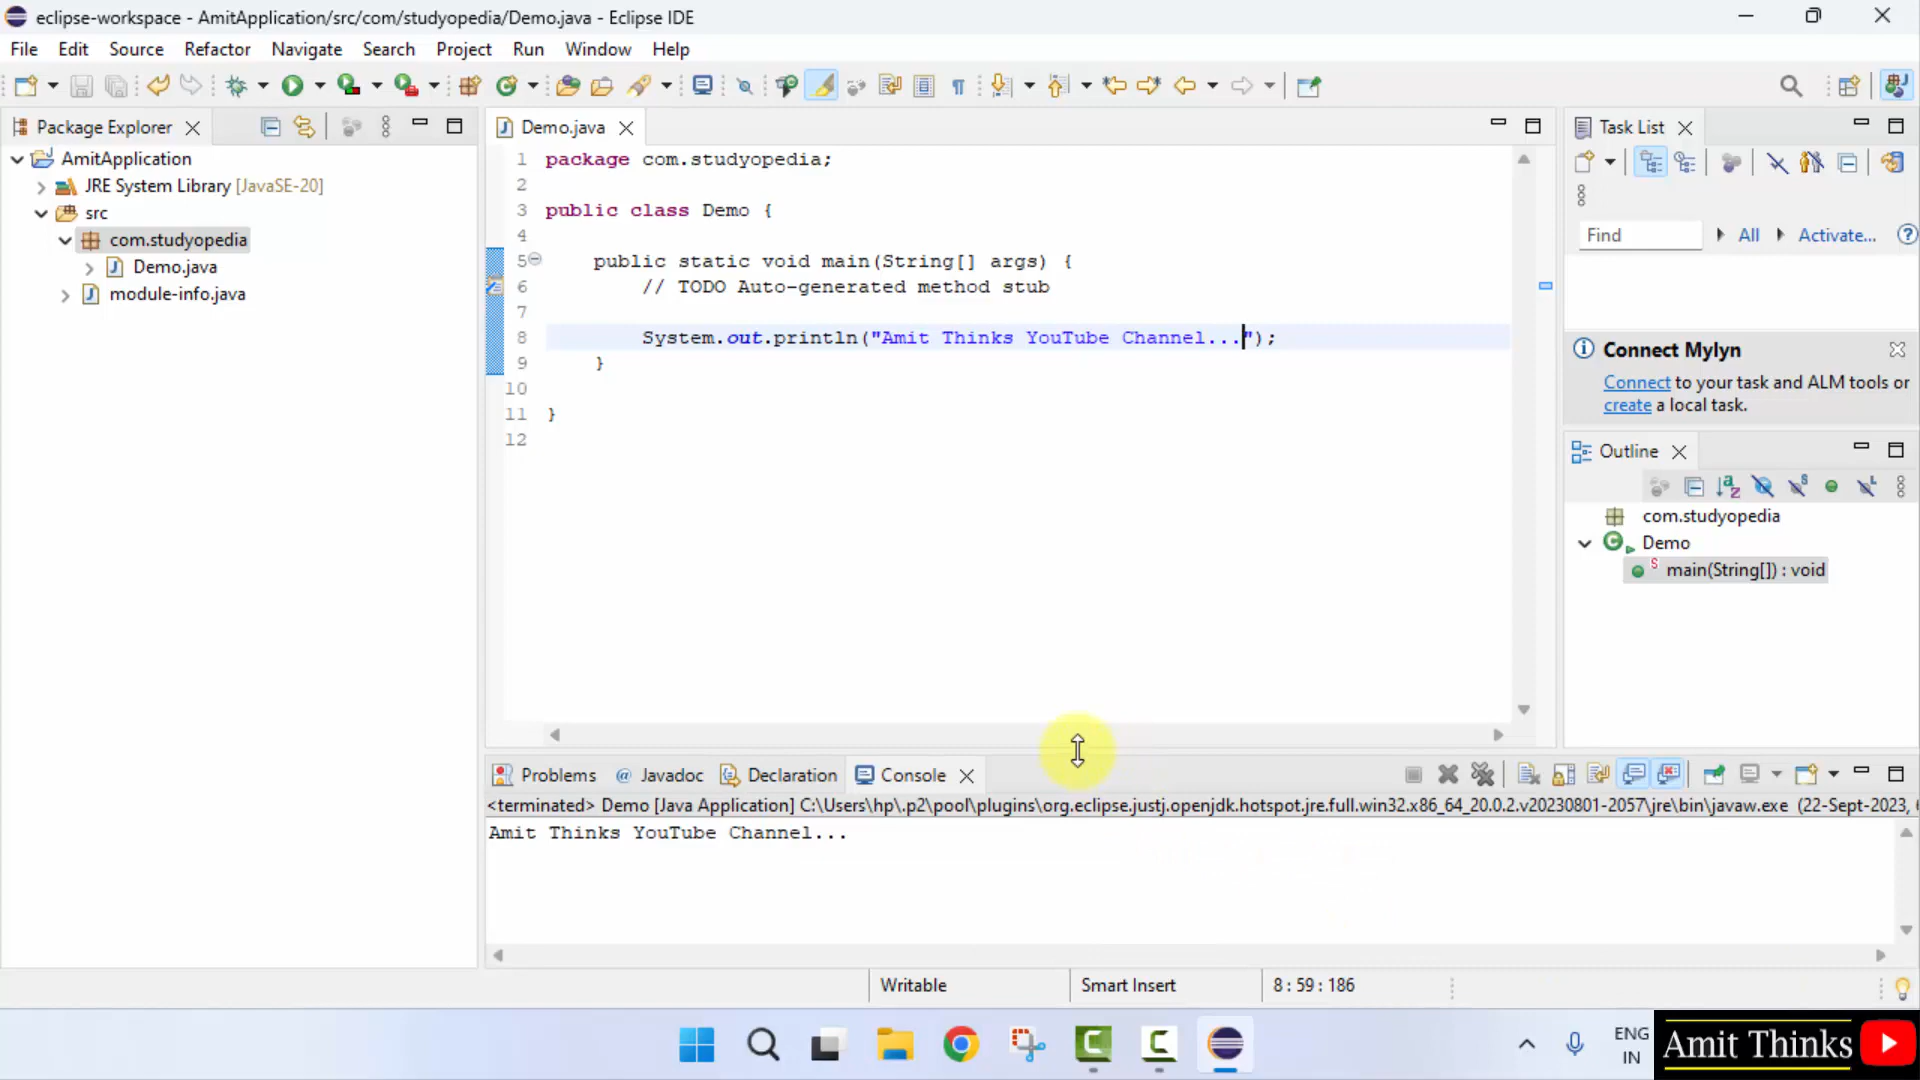 eclipse-workspace - AmitApplication/src/com/studyopedia/Demo.java - Eclipse IDE
File Edit Source Refactor Navigate Search Project Run Window Help
Package Explorer
AmitApplication
JRE System Library [JavaSE-20]
src
com.studyopedia
Demo.java
module-info.java
Demo.java
1 package com.studyopedia;
2
3 public class Demo {
4
5 public static void main(String[] args) {
6 // TODO Auto-generated method stub
7
8 System.out.println("Amit Thinks YouTube Channel...");
9 }
10
11 }
12
Task List
Find All Activate...
Connect Mylyn
Connect to your task and ALM tools or
create a local task.
Outline
com.studyopedia
Demo
main(String[]) : void
Problems Javadoc Declaration Console
<terminated> Demo [Java Application] C:\Users\hp\.p2\pool\plugins\org.eclipse.justj.openjdk.hotspot.jre.full.win32.x86_64_20.0.2.v20230801-2057\jre\bin\javaw.exe (22-Sept-2023,
Amit Thinks YouTube Channel...
Writable Smart Insert 8 : 59 : 186
ENG
IN
Amit Thinks